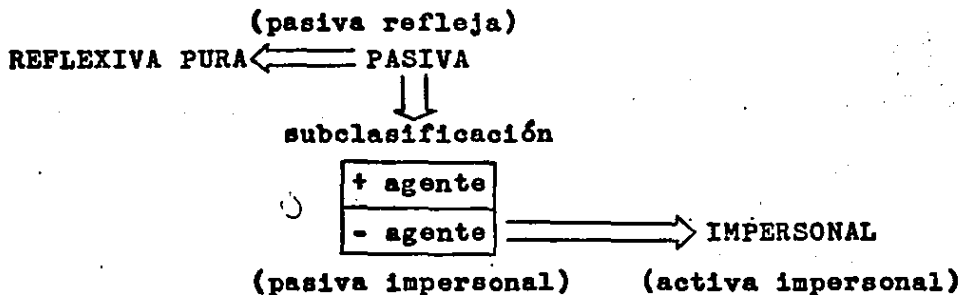 (pasiva refleja)
REFLEXIVA PURA PASIVA
subclasificación
+ agente
- agente IMPERSONAL
(pasiva impersonal) (activa impersonal)